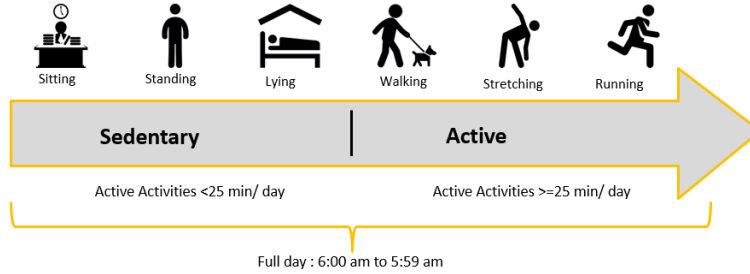 Sitting
Standing
Lying
Walking
Stretching
Running
Sedentary
Active
Active Activities <25 min/ day
Active Activities >=25 min/ day
Full day : 6:00 am to 5:59 am